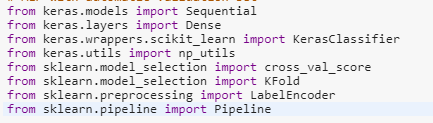 from keras.models import Sequential
from keras.layers import Dense
from keras.wrappers.scikit_learn import KerasClassifier
from keras.utils import np_utils
from sklearn.model_selection import cross_val_score
from sklearn.model_selection import KFold
from sklearn.preprocessing import LabelEncoder
from sklearn.pipeline import Pipeline